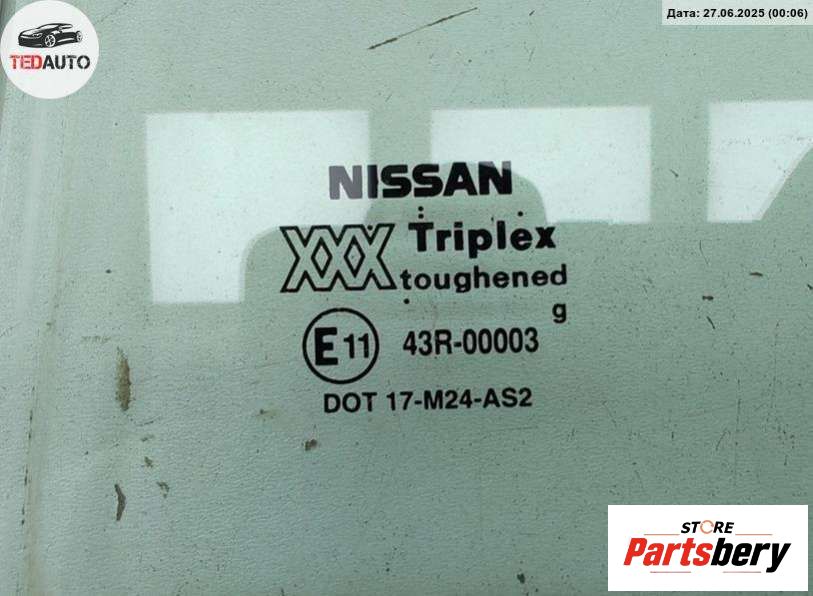 Дата: 27.06.2025 (00:06)
TEDAUTO
NISSAN
XXX Triplex
toughened
g
E11 43R-00003
DOT 17-M24-AS2
STORE
Partsbery